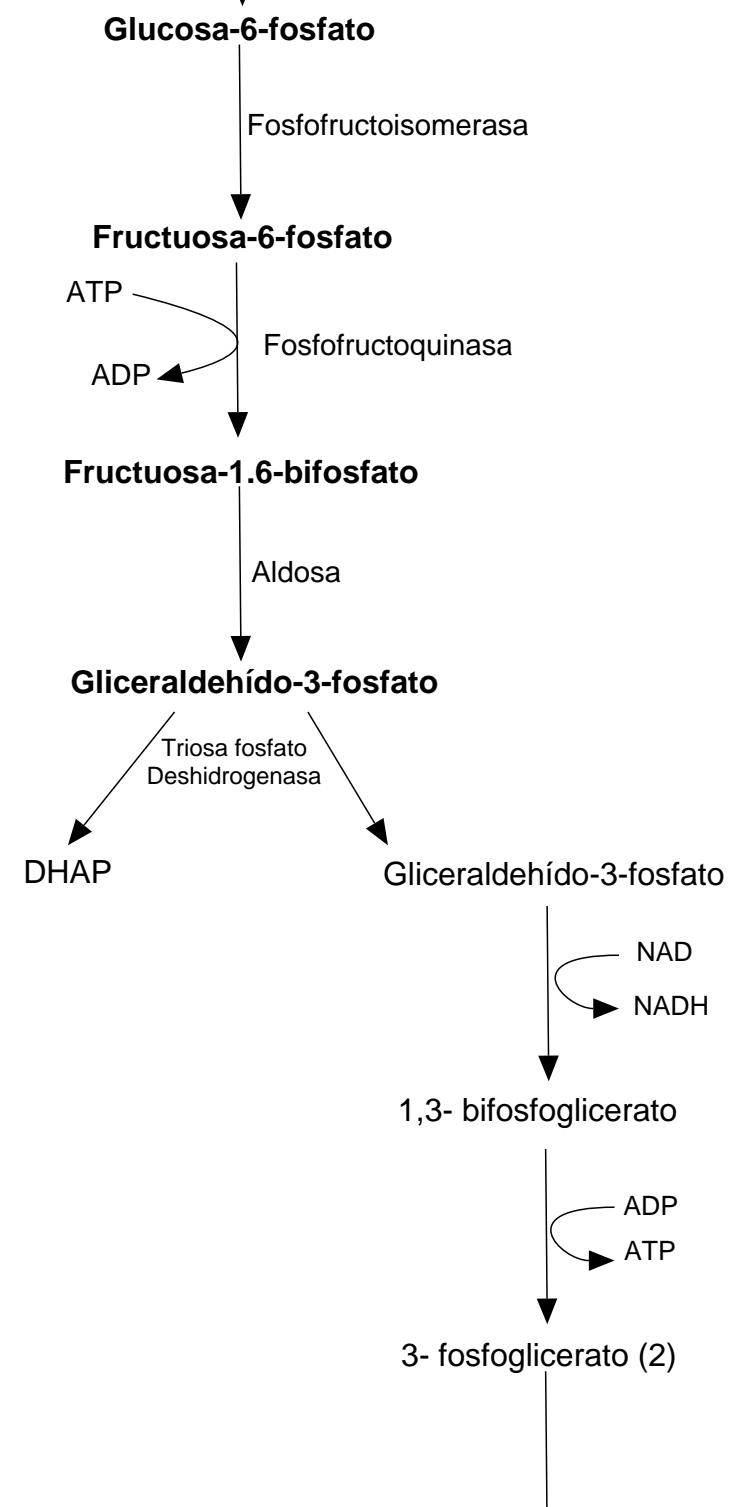 Glucosa-6-fosfato
Fosfofructoisomerasa
Fructuosa-6-fosfato
ATP
Fosfofructoquinasa
ADP
Fructuosa-1.6-bifosfato
Aldosa
Gliceraldehído-3-fosfato
Triosa fosfato
Deshidrogenasa
DHAP
Gliceraldehído-3-fosfato
NAD
NADH
1,3- bifosfoglicerato
ADP
ATP
3- fosfoglicerato (2)